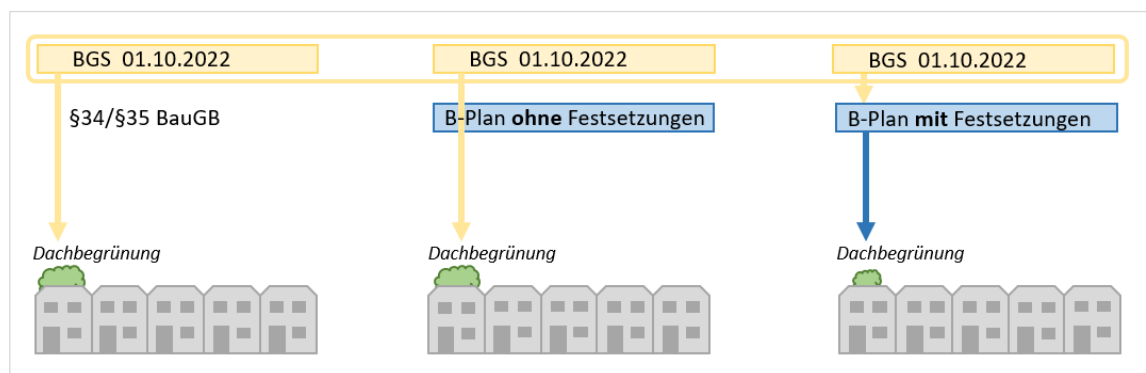 BGS 01.10.2022
BGS 01.10.2022
BGS 01.10.2022
§34/§35 BauGB
B-Plan ohne Festsetzungen
B-Plan mit Festsetzungen
Dachbegrünung
Dachbegrünung
Dachbegrünung